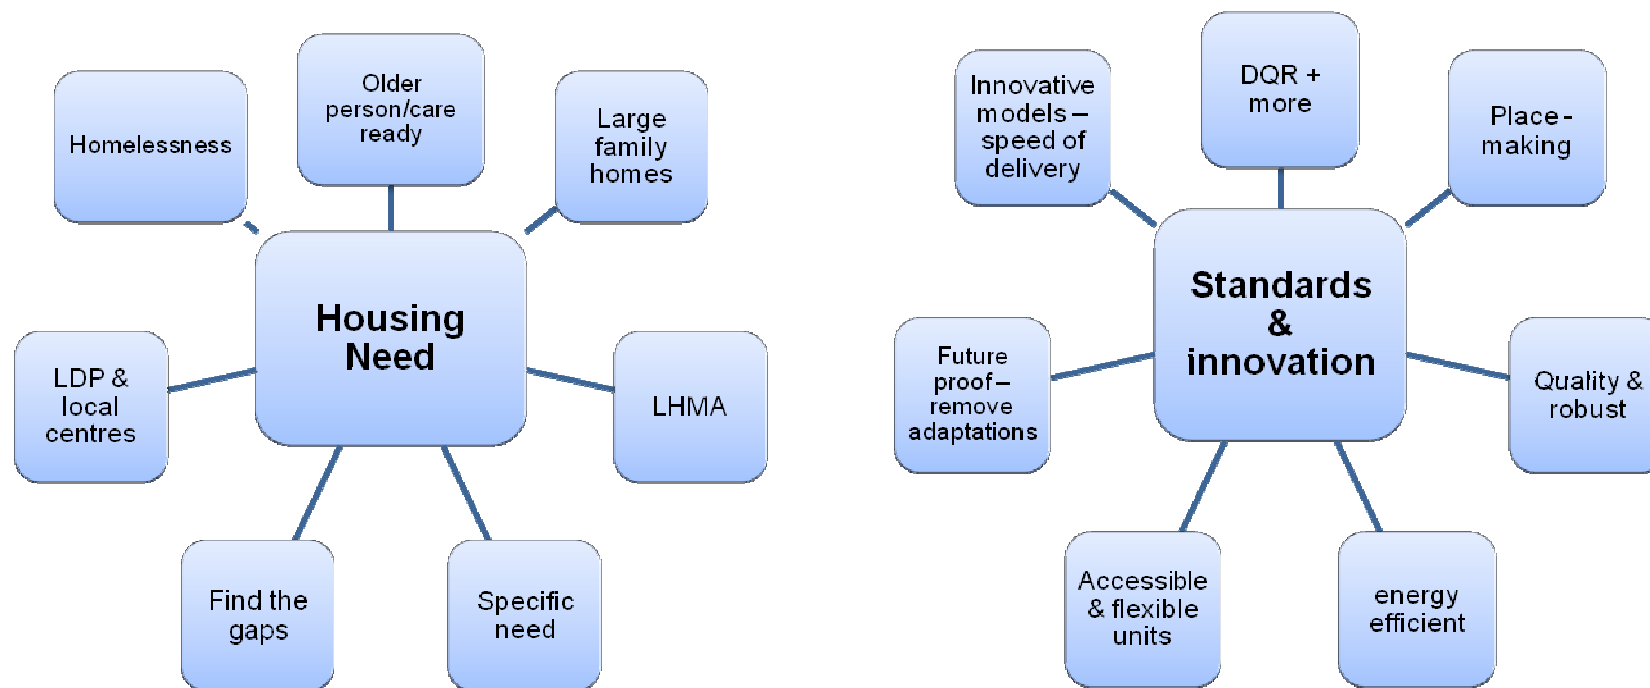 Older
person/care
ready
Homelessness
Large
family
homes
Housing
Need
LDP &
local
centres
LHMA
Find the
gaps
Specific
need
DQR +
more
Innovative
models –
speed of
delivery
Place-
making
Standards
&
innovation
Future
proof –
remove
adaptations
Quality &
robust
Accessible
& flexible
units
energy
efficient